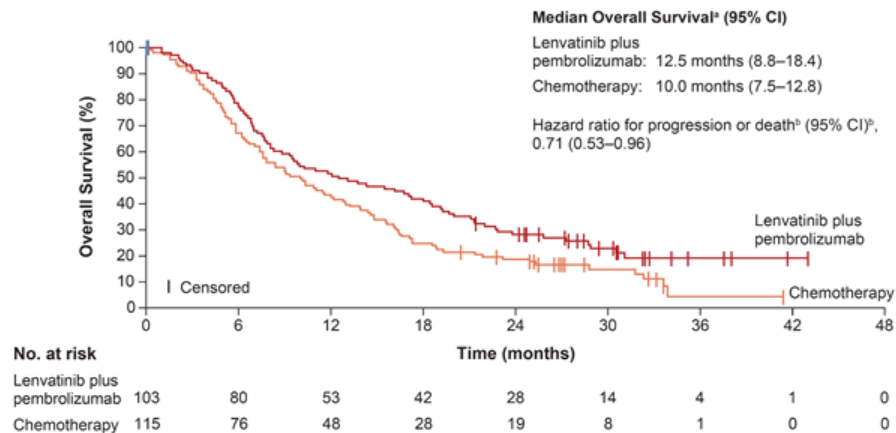 Median Overall Survivalᵃ (95% CI)
Lenvatinib plus
pembrolizumab: 12.5 months (8.8–18.4)
Chemotherapy: 10.0 months (7.5–12.8)
Hazard ratio for progression or deathᵇ (95% CI)ᵇ,
0.71 (0.53–0.96)
Overall Survival (%)
100
90
80
70
60
50
40
30
20
10
0
Censored
Lenvatinib plus
pembrolizumab
Chemotherapy
0 6 12 18 24 30 36 42 48
Time (months)
No. at risk
Lenvatinib plus
pembrolizumab 103 80 53 42 28 14 4 1 0
Chemotherapy 115 76 48 28 19 8 1 0 0